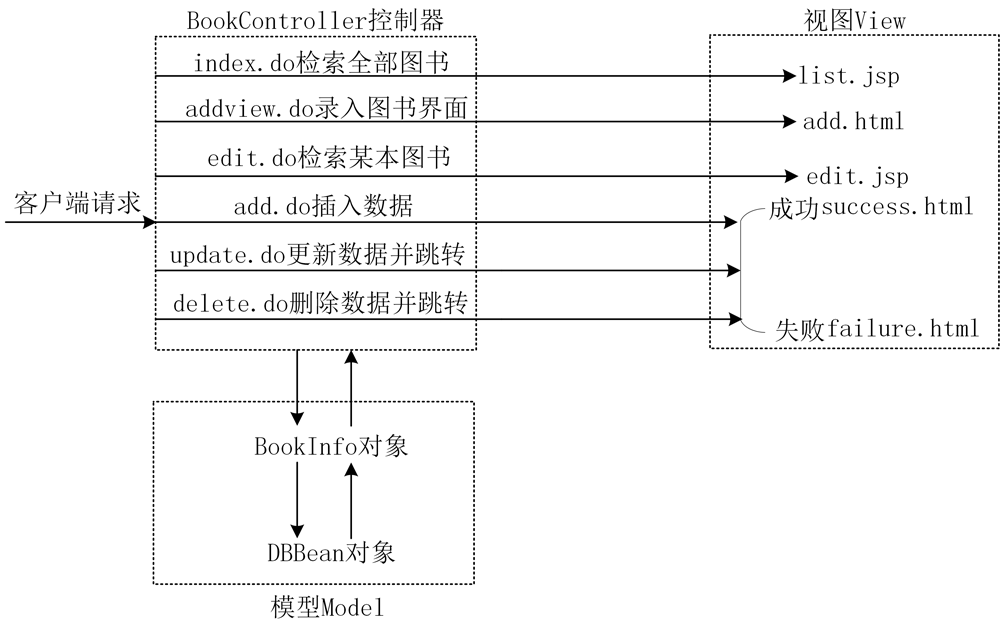 BookController控制器
视图View
index.do检索全部图书
list.jsp
addview.do录入图书界面
add.html
edit.do检索某本图书
edit.jsp
客户端请求
add.do插入数据
成功success.html
update.do更新数据并跳转
delete.do删除数据并跳转
失败failure.html
BookInfo对象
DBBean对象
模型Model